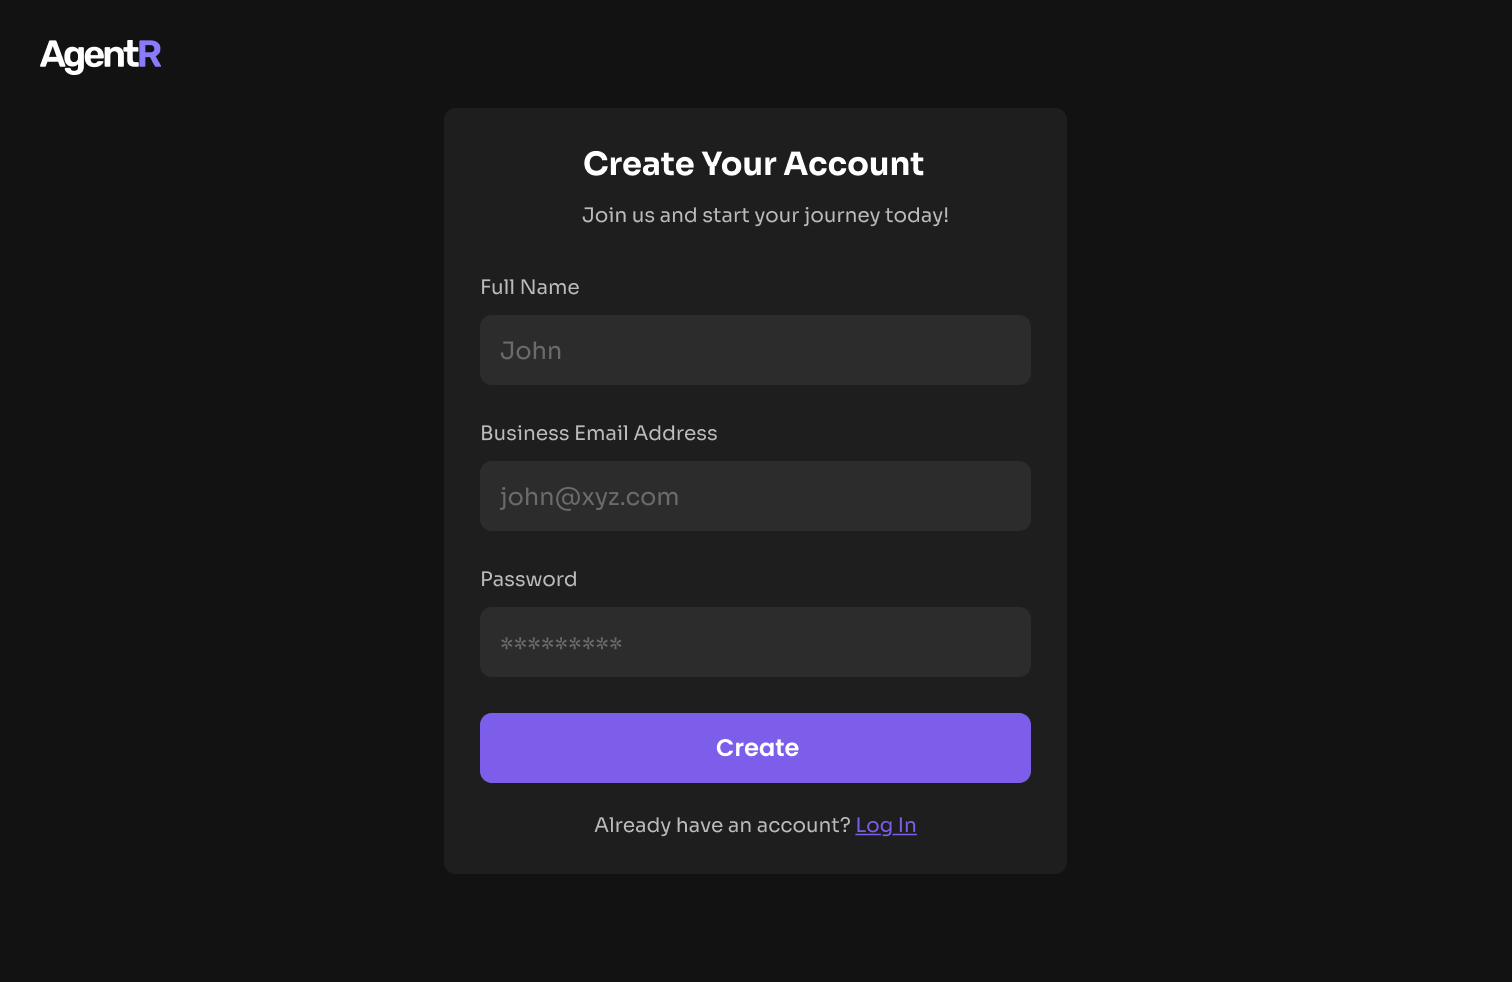 AgentR
Create Your Account
Join us and start your journey today!
Full Name
John
Business Email Address
john@xyz.com
Password
*********
Create
Already have an account? Log In